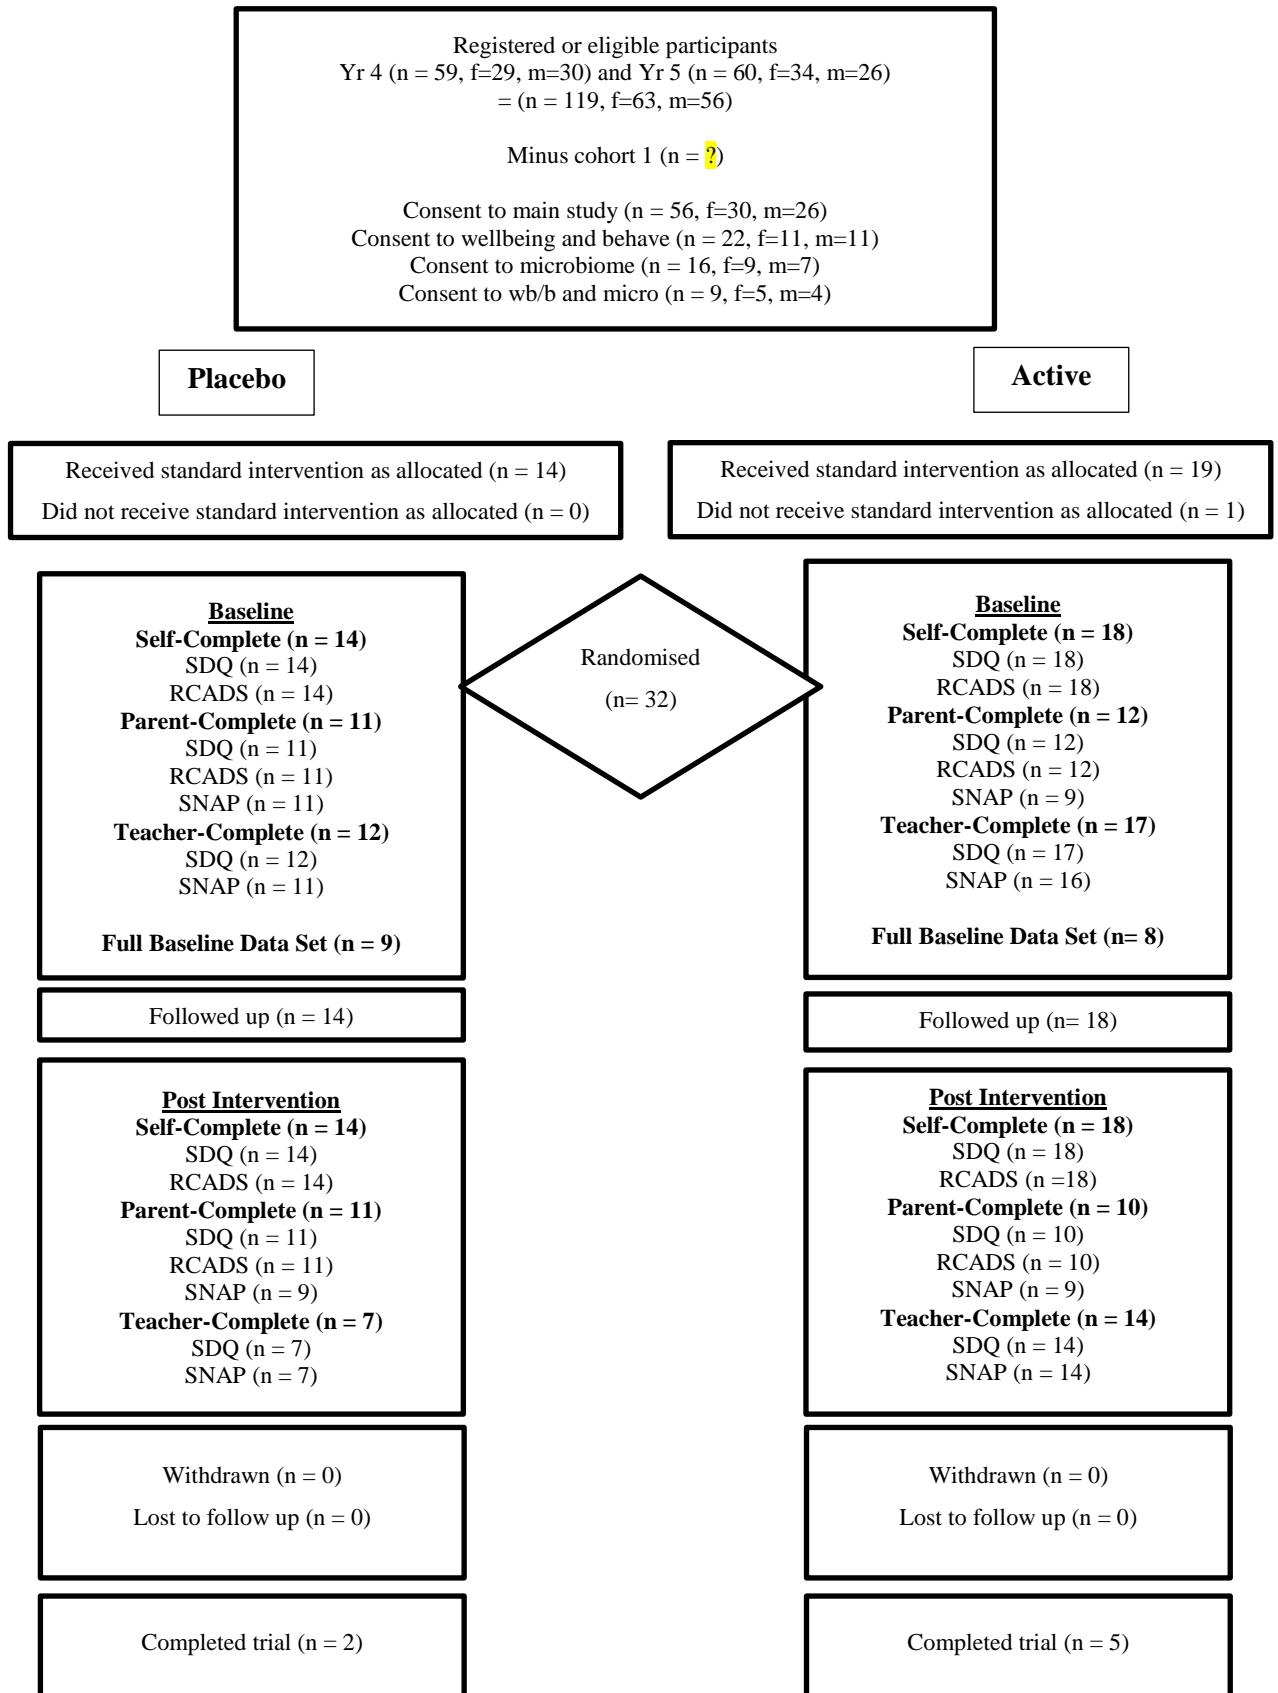 Registered or eligible participants
Yr 4 (n = 59, f=29, m=30) and Yr 5 (n = 60, f=34, m=26)
= (n = 119, f=63, m=56)
Minus cohort 1 (n = ?)
Consent to main study (n = 56, f=30, m=26)
Consent to wellbeing and behave (n = 22, f=11, m=11)
Consent to microbiome (n = 16, f=9, m=7)
Consent to wb/b and micro (n = 9, f=5, m=4)
Placebo
Active
Received standard intervention as allocated (n = 14)
Did not receive standard intervention as allocated (n = 0)
Received standard intervention as allocated (n = 19)
Did not receive standard intervention as allocated (n = 1)
Baseline
Self-Complete (n = 14)
SDQ (n = 14)
RCADS (n = 14)
Parent-Complete (n = 11)
SDQ (n = 11)
RCADS (n = 11)
SNAP (n = 11)
Teacher-Complete (n = 12)
SDQ (n = 12)
SNAP (n = 11)
Full Baseline Data Set (n = 9)
Randomised
(n= 32)
Baseline
Self-Complete (n = 18)
SDQ (n = 18)
RCADS (n = 18)
Parent-Complete (n = 12)
SDQ (n = 12)
RCADS (n = 12)
SNAP (n = 9)
Teacher-Complete (n = 17)
SDQ (n = 17)
SNAP (n = 16)
Full Baseline Data Set (n= 8)
Followed up (n = 14)
Followed up (n= 18)
Post Intervention
Self-Complete (n = 14)
SDQ (n = 14)
RCADS (n = 14)
Parent-Complete (n = 11)
SDQ (n = 11)
RCADS (n = 11)
SNAP (n = 9)
Teacher-Complete (n = 7)
SDQ (n = 7)
SNAP (n = 7)
Post Intervention
Self-Complete (n = 18)
SDQ (n = 18)
RCADS (n =18)
Parent-Complete (n = 10)
SDQ (n = 10)
RCADS (n = 10)
SNAP (n = 9)
Teacher-Complete (n = 14)
SDQ (n = 14)
SNAP (n = 14)
Withdrawn (n = 0)
Lost to follow up (n = 0)
Withdrawn (n = 0)
Lost to follow up (n = 0)
Completed trial (n = 2)
Completed trial (n = 5)